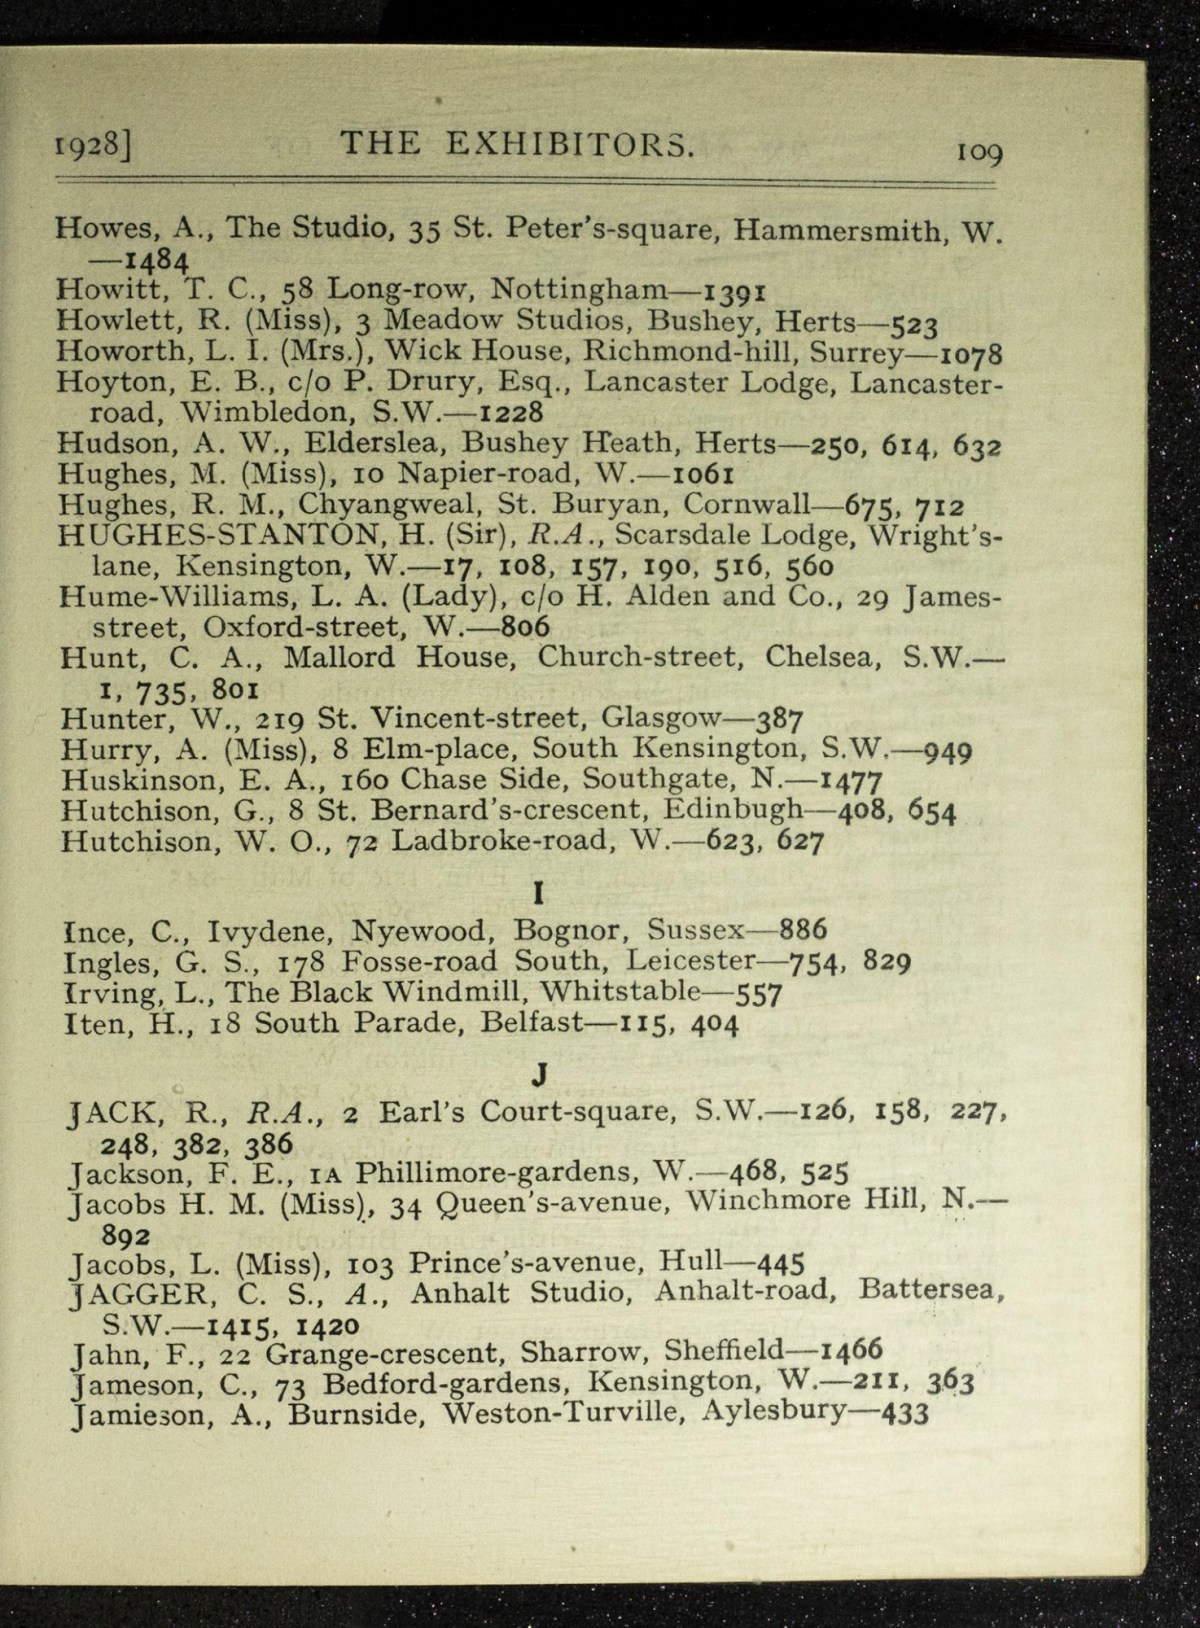 1928] THE EXHIBITORS. 109
Howes, A., The Studio, 35 St. Peter's-square, Hammersmith, W.
—1484
Howitt, T. C., 58 Long-row, Nottingham—1391
Howlett, R. (Miss), 3 Meadow Studios, Bushey, Herts—523
Howorth, L. I. (Mrs.), Wick House, Richmond-hill, Surrey—1078
Hoyton, E. B., c/o P. Drury, Esq., Lancaster Lodge, Lancaster-
road, Wimbledon, S.W.—1228
Hudson, A. W., Elderslea, Bushey Heath, Herts—250, 614, 632
Hughes, M. (Miss), 10 Napier-road, W.—1061
Hughes, R. M., Chyangweal, St. Buryan, Cornwall—675, 712
HUGHES-STANTON, H. (Sir), R.A., Scarsdale Lodge, Wright's-
lane, Kensington, W.—17, 108, 157, 190, 516, 560
Hume-Williams, L. A. (Lady), c/o H. Alden and Co., 29 James-
street, Oxford-street, W.—806
Hunt, C. A., Mallord House, Church-street, Chelsea, S.W.—
1, 735, 801
Hunter, W., 219 St. Vincent-street, Glasgow—387
Hurry, A. (Miss), 8 Elm-place, South Kensington, S.W.—949
Huskinson, E. A., 160 Chase Side, Southgate, N.—1477
Hutchison, G., 8 St. Bernard's-crescent, Edinbugh—408, 654
Hutchison, W. O., 72 Ladbroke-road, W.—623, 627
I
Ince, C., Ivydene, Nyewood, Bognor, Sussex—886
Ingles, G. S., 178 Fosse-road South, Leicester—754, 829
Irving, L., The Black Windmill, Whitstable—557
Iten, H., 18 South Parade, Belfast—115, 404
J
JACK, R., R.A., 2 Earl's Court-square, S.W.—126, 158, 227,
248, 382, 386
Jackson, F. E., 1A Phillimore-gardens, W.—468, 525
Jacobs H. M. (Miss), 34 Queen's-avenue, Winchmore Hill, N.—
892
Jacobs, L. (Miss), 103 Prince's-avenue, Hull—445
JAGGER, C. S., A., Anhalt Studio, Anhalt-road, Battersea,
S.W.—1415, 1420
Jahn, F., 22 Grange-crescent, Sharrow, Sheffield—1466
Jameson, C., 73 Bedford-gardens, Kensington, W.—211, 363
Jamieson, A., Burnside, Weston-Turville, Aylesbury—433